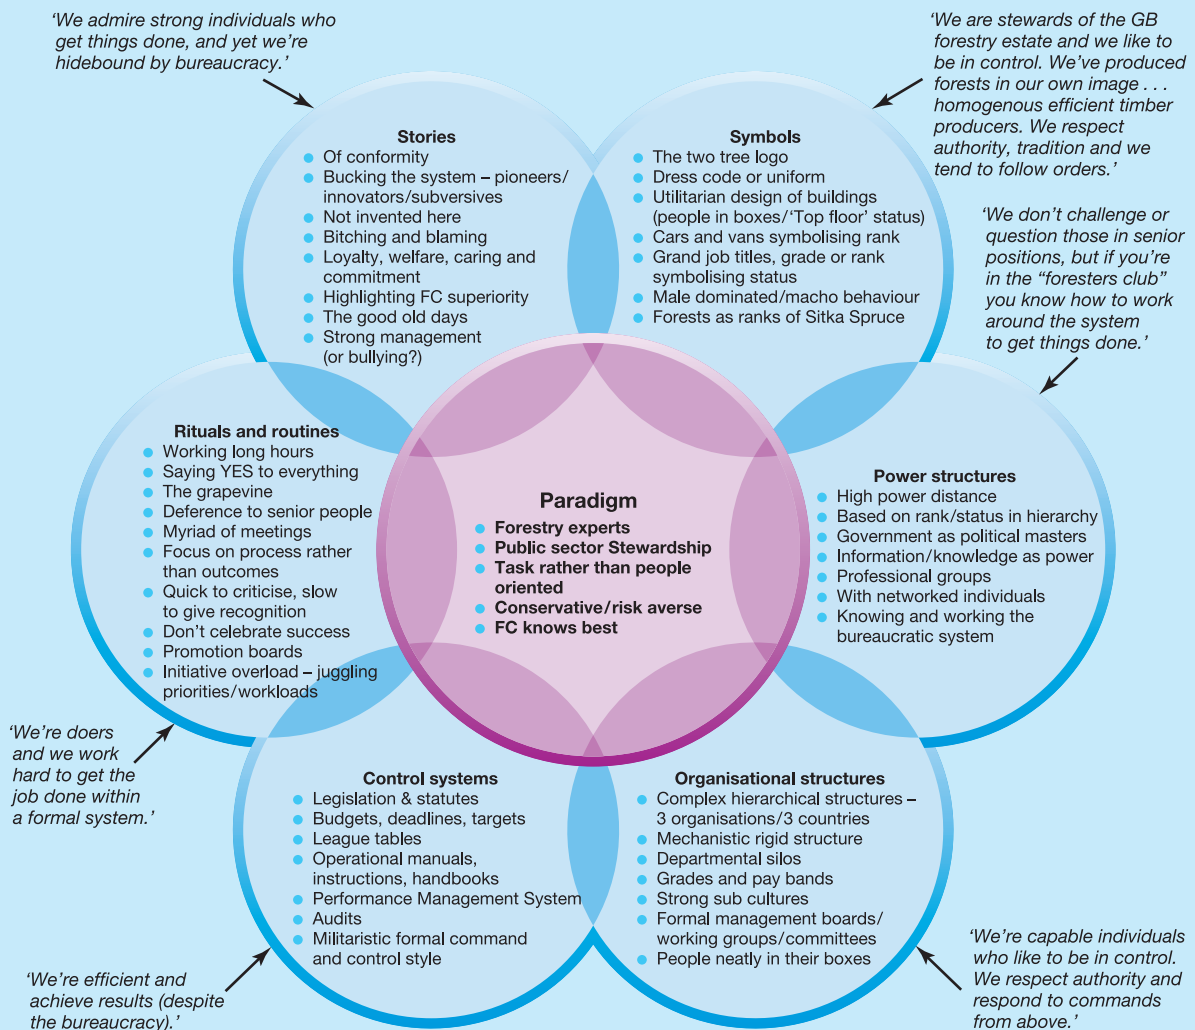 ‘We admire strong individuals who
get things done, and yet we’re
hidebound by bureaucracy.’
‘We are stewards of the GB
forestry estate and we like to
be in control. We’ve produced
forests in our own image . . .
homogenous efficient timber
producers. We respect
authority, tradition and we
tend to follow orders.’
Stories
Of conformity
Bucking the system – pioneers/
innovators/subversives
Not invented here
Bitching and blaming
Loyalty, welfare, caring and
commitment
Highlighting FC superiority
The good old days
Strong management
(or bullying?)
Symbols
The two tree logo
Dress code or uniform
Utilitarian design of buildings
(people in boxes/‘Top floor’ status)
Cars and vans symbolising rank
Grand job titles, grade or rank
symbolising status
Male dominated/macho behaviour
Forests as ranks of Sitka Spruce
‘We don’t challenge or
question those in senior
positions, but if you’re
in the “foresters club”
you know how to work
around the system
to get things done.’
Rituals and routines
Working long hours
Saying YES to everything
The grapevine
Deference to senior people
Myriad of meetings
Focus on process rather
than outcomes
Quick to criticise, slow
to give recognition
Don’t celebrate success
Promotion boards
Initiative overload – juggling
priorities/workloads
Paradigm
Forestry experts
Public sector Stewardship
Task rather than people
oriented
Conservative/risk averse
FC knows best
Power structures
High power distance
Based on rank/status in hierarchy
Government as political masters
Information/knowledge as power
Professional groups
With networked individuals
Knowing and working the
bureaucratic system
‘We’re doers
and we work
hard to get the
job done within
a formal system.’
Control systems
Legislation & statutes
Budgets, deadlines, targets
League tables
Operational manuals,
instructions, handbooks
Performance Management System
Audits
Militaristic formal command
and control style
Organisational structures
Complex hierarchical structures –
3 organisations/3 countries
Mechanistic rigid structure
Departmental silos
Grades and pay bands
Strong sub cultures
Formal management boards/
working groups/committees
People neatly in their boxes
‘We’re efficient and
achieve results (despite
the bureaucracy).’
‘We’re capable individuals
who like to be in control.
We respect authority and
respond to commands
from above.’